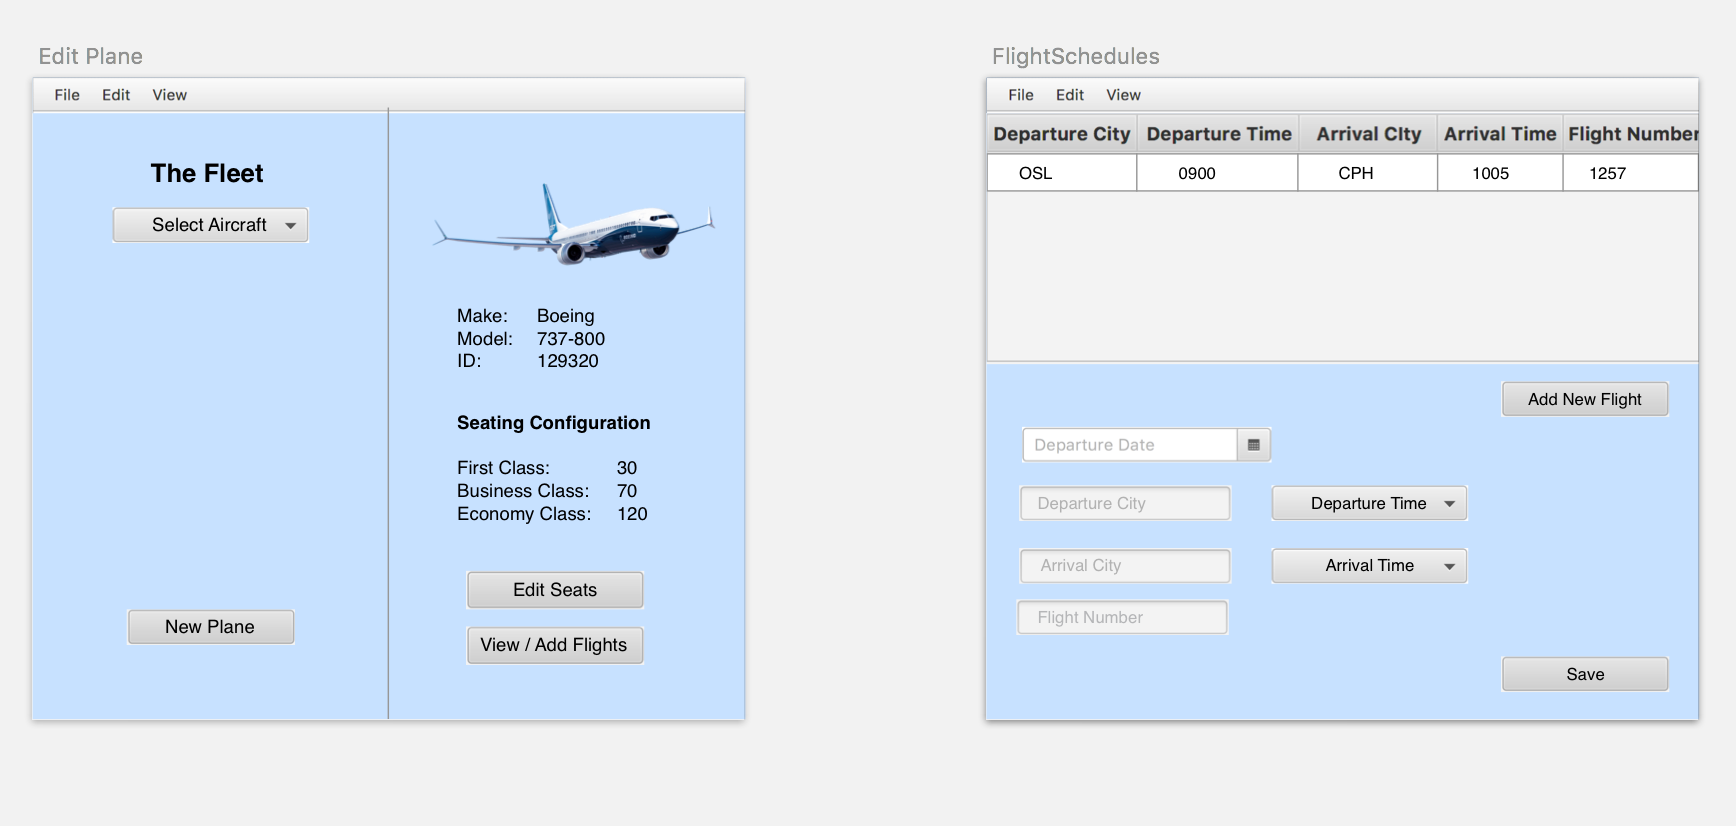 Edit Plane
File Edit View
The Fleet
Select Aircraft
New Plane
Make: Boeing
Model: 737-800
ID: 129320
Seating Configuration
First Class: 30
Business Class: 70
Economy Class: 120
Edit Seats
View / Add Flights
FlightSchedules
File Edit View
Departure City Departure Time Arrival CIty Arrival Time Flight Number
OSL 0900 CPH 1005 1257
Add New Flight
Departure Date
Departure City Departure Time
Arrival City Arrival Time
Flight Number
Save